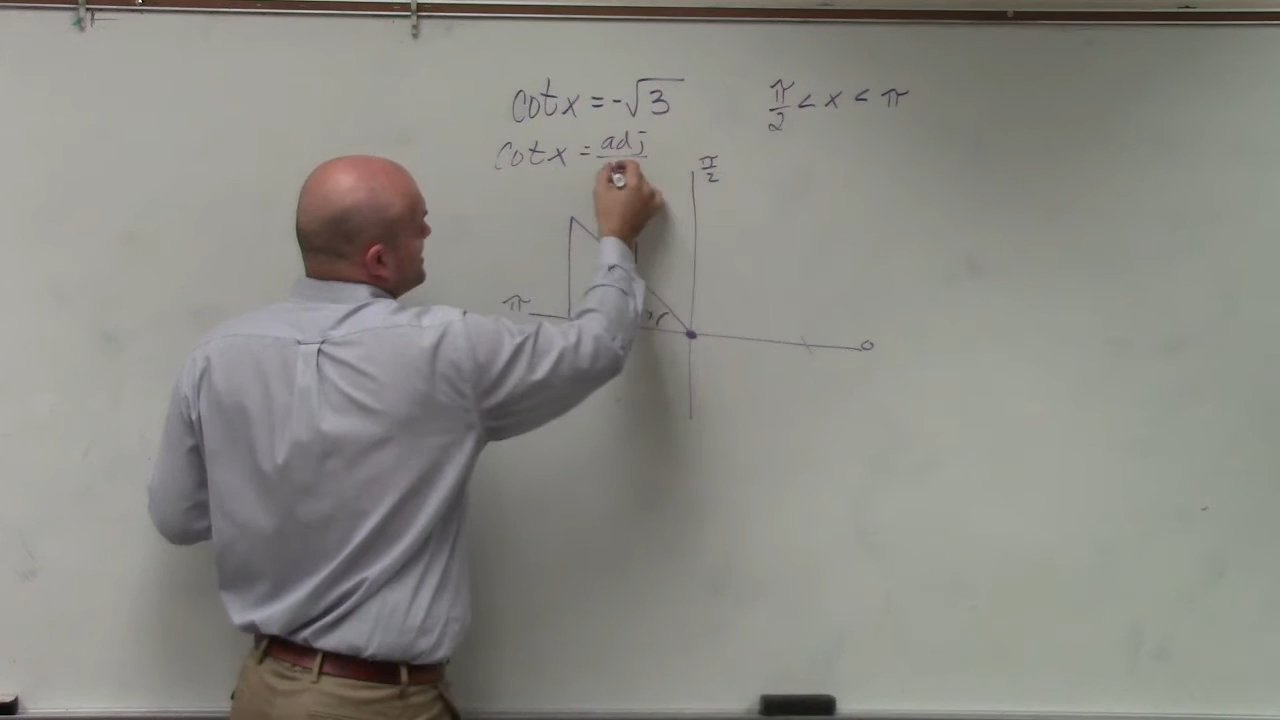 cot x = -√3
π/2 < x < π
cot x = adj
π/2
π
x
0